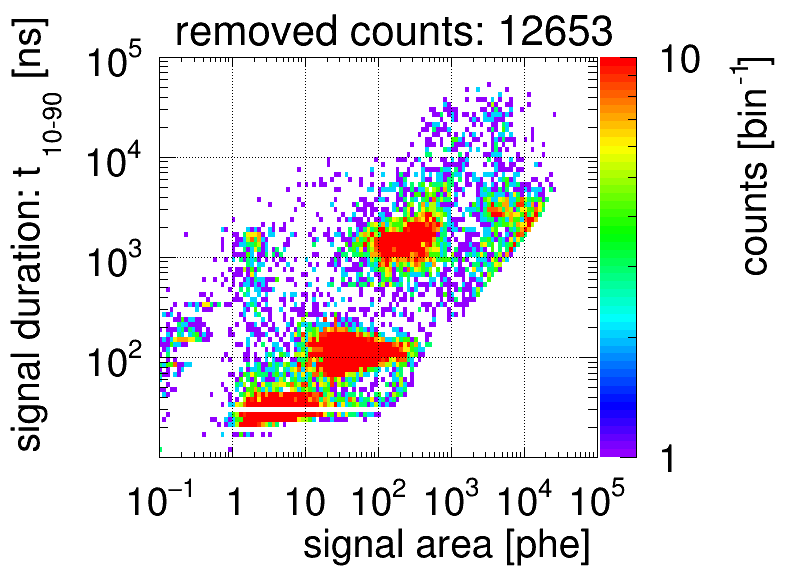 removed counts: 12653
signal duration: t 10-90 [ns]
10^5
10^4
10^3
10^2
10^−1 1 10 10^2 10^3 10^4 10^5
signal area [phe]
10
1
counts [bin^-1]